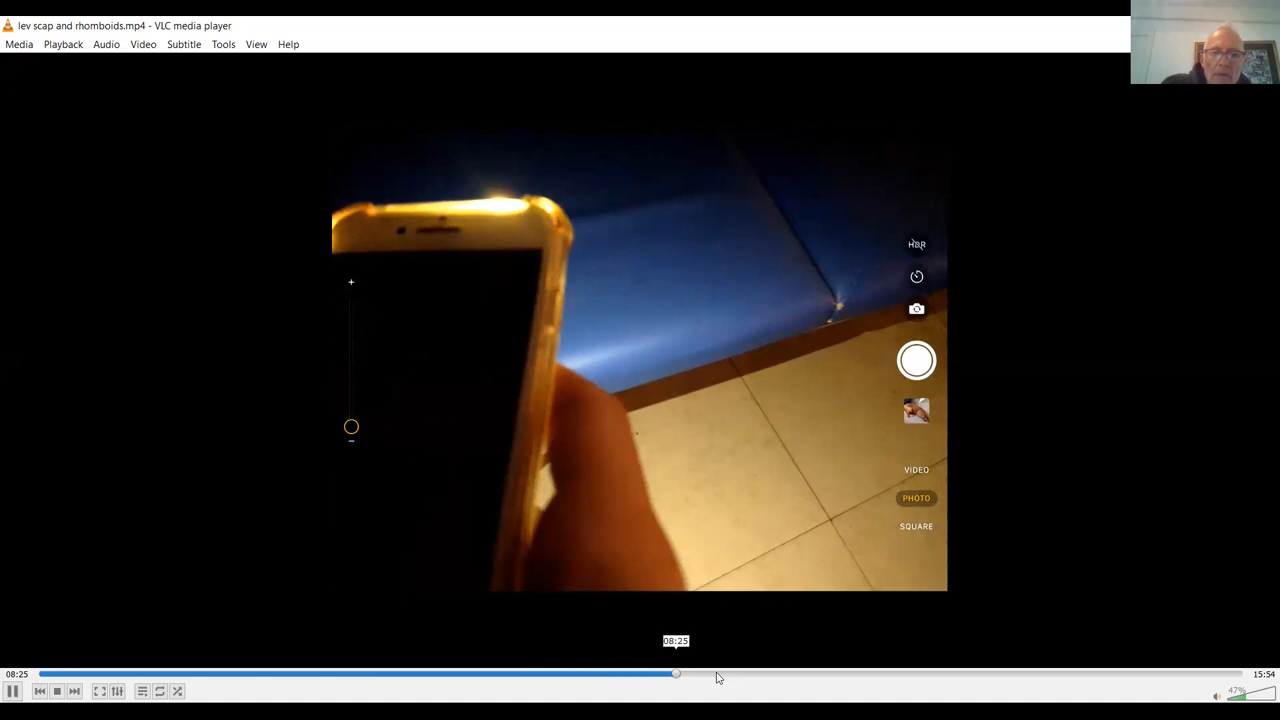 lev scap and rhomboids.mp4 - VLC media player
Media Playback Audio Video Subtitle Tools View Help
HDR
+
−
VIDEO
PHOTO
SQUARE
08:25
08:25
15:54
47%